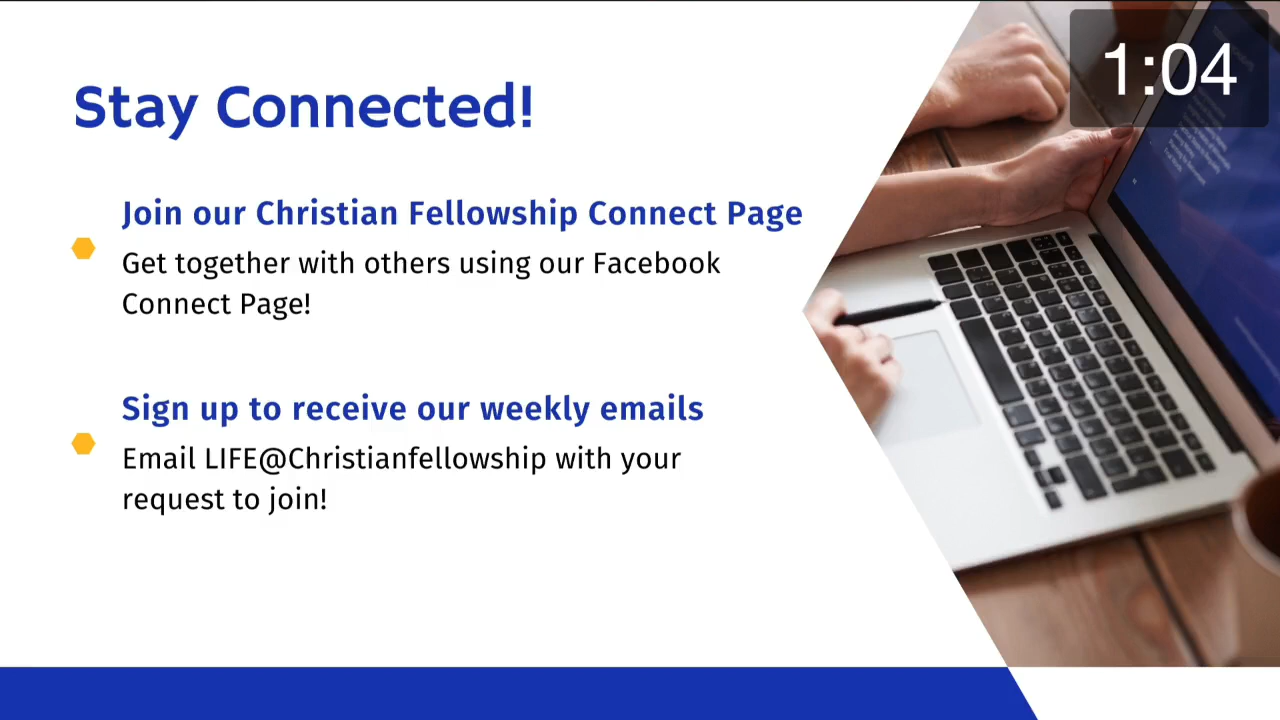 1:04
Stay Connected!
Join our Christian Fellowship Connect Page
Get together with others using our Facebook
Connect Page!
Sign up to receive our weekly emails
Email LIFE@Christianfellowship with your
request to join!